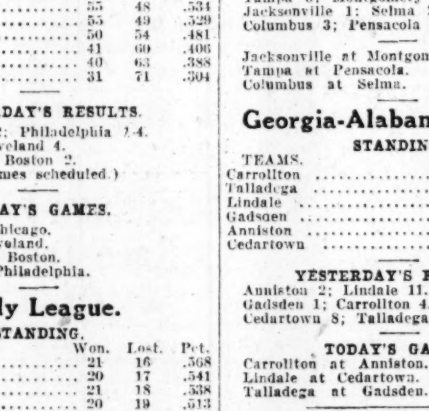 55 48 .534
55 49 .529
50 54 .481
41 60 .406
40 63 .388
31 71 .304
DAY'S RESULTS.
Philadelphia
veland 4.
Boston 2.
mes scheduled.)
AY'S GAMES.
hicago.
veland.
Boston.
Philadelphia.
ly League.
STANDING.
Won. Lost. Pct.
21 16 .568
20 17 .541
21 18 .538
20 19 .513
Jacksonville 1; Selma
Columbus 3; Pensacola
Jacksonville at Montgom
Tampa at Pensacola.
Columbus at Selma.
Georgia-Alaban
STANDIN
TEAMS.
Carrollton
Talladega
Lindale
Gadsden
Anniston
Cedartown
YESTERDAY'S R
Anniston 2; Lindale 11.
Gadsden 1; Carrollton 4.
Cedartown 8; Talladega
TODAY'S GA
Carrollton at Anniston.
Lindale at Cedartown.
Talladega at Gadsden.